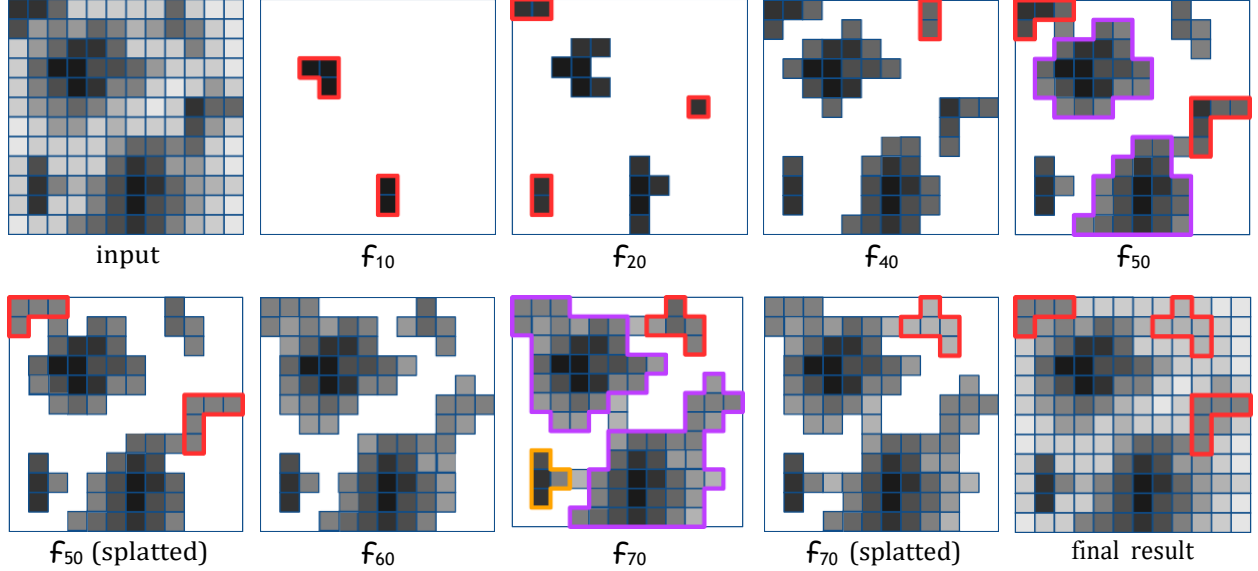 input
f₁₀
f₂₀
f₄₀
f₅₀
f₅₀ (splatted)
f₆₀
f₇₀
f₇₀ (splatted)
final result